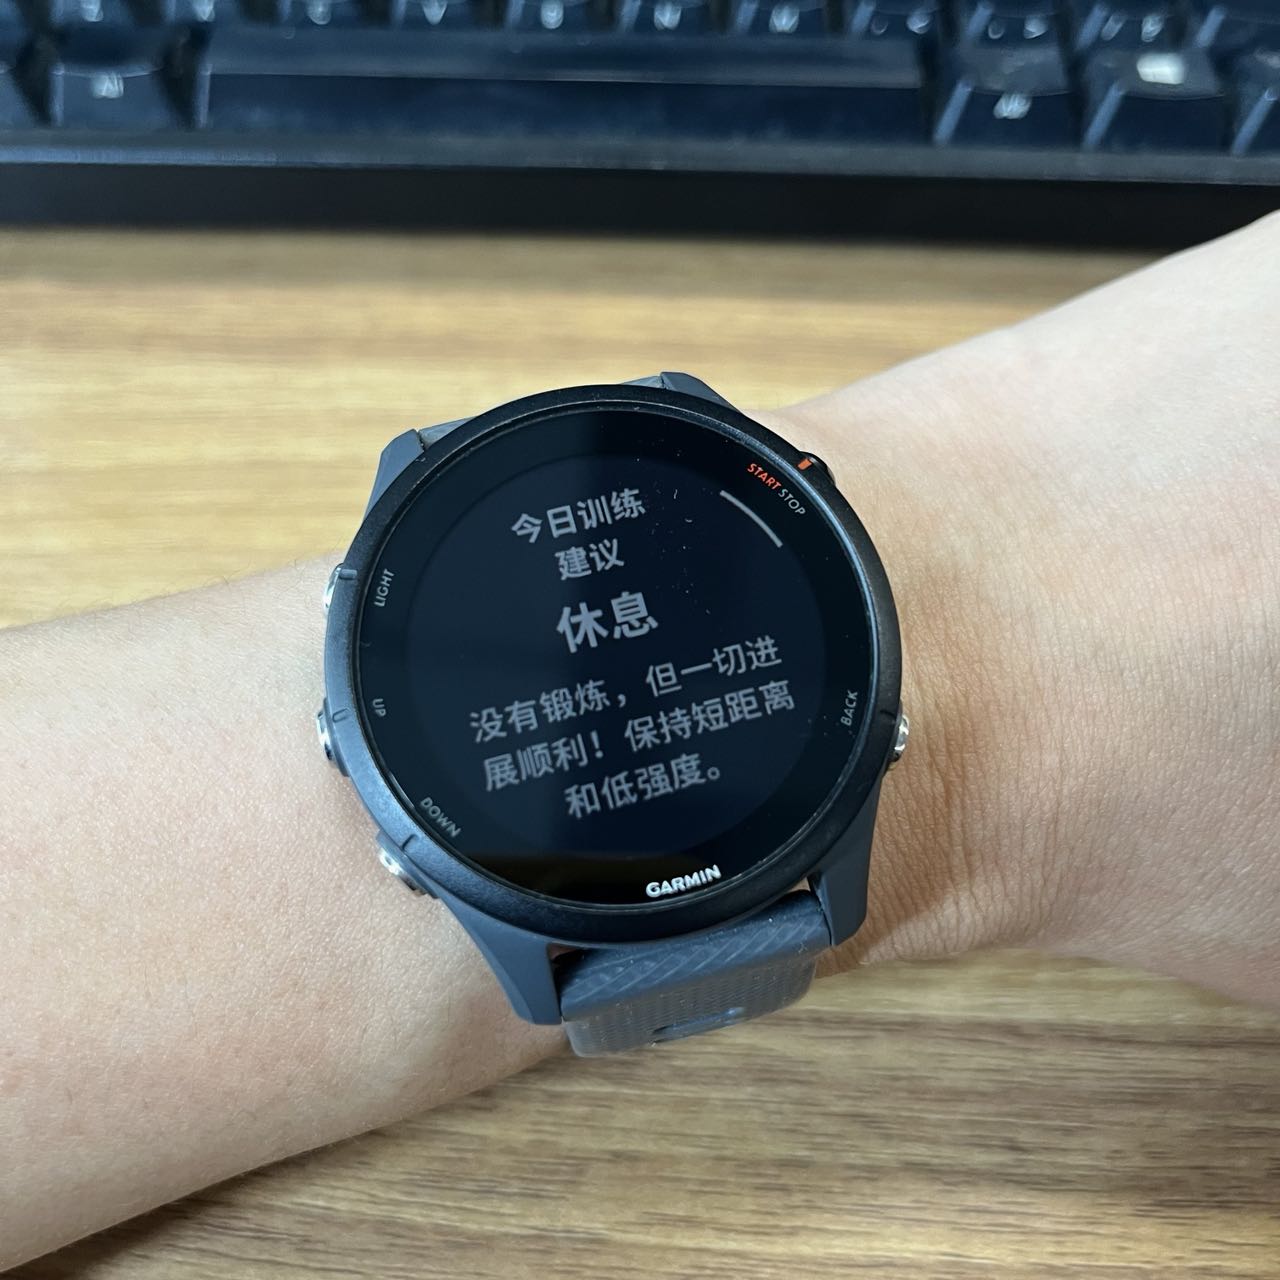 START STOP
今日训练
建议
LIGHT
休息
没有锻炼，但一切进
展顺利！保持短距离
和低强度。
UP
BACK
DOWN
GARMIN